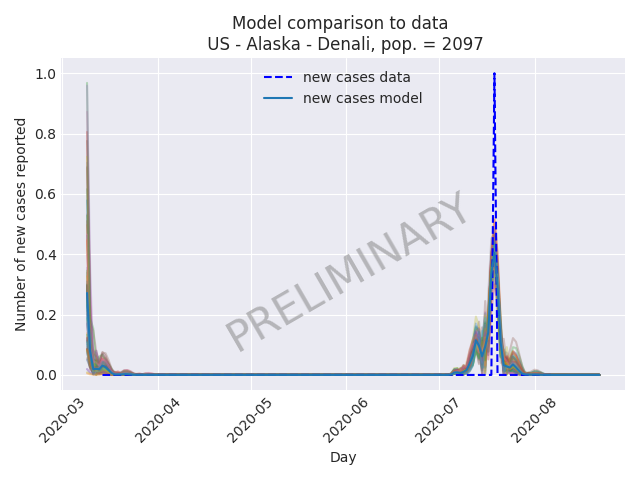 Model comparison to data
US - Alaska - Denali, pop. = 2097
new cases data
new cases model
PRELIMINARY
Number of new cases reported
1.0
0.8
0.6
0.4
0.2
0.0
2020-03
2020-04
2020-05
2020-06
2020-07
2020-08
Day